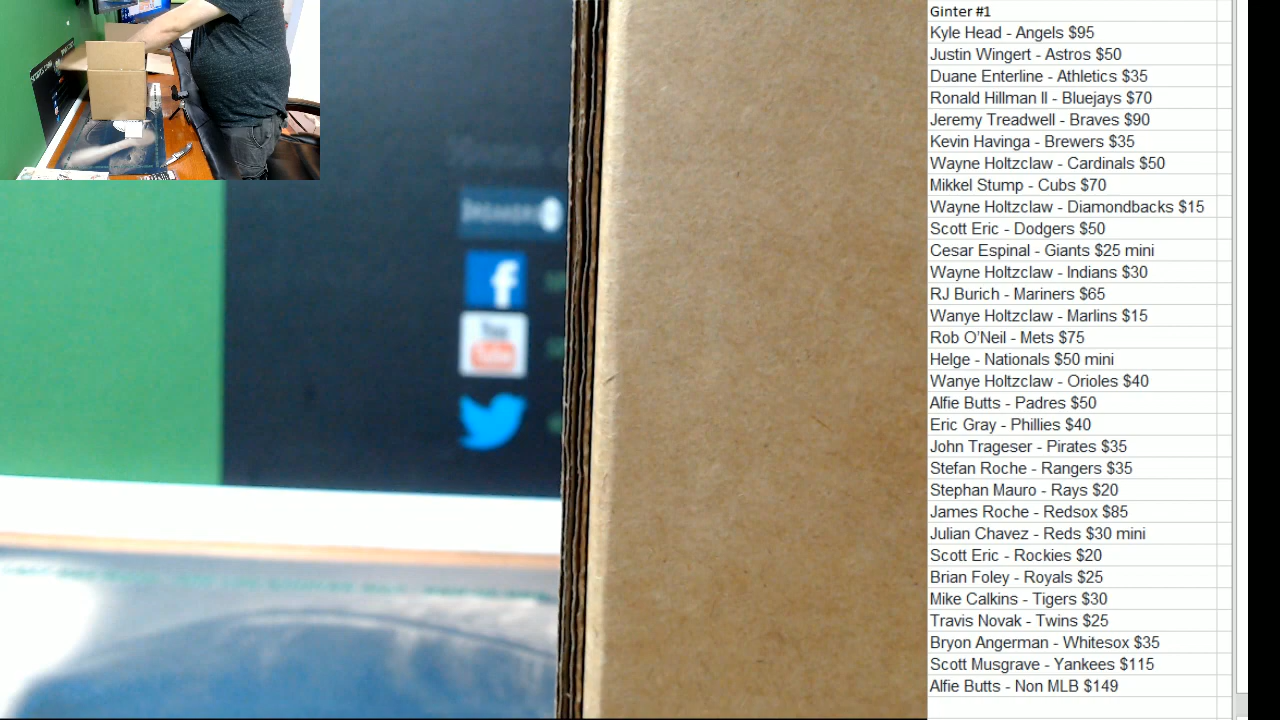 Ginter #1
Kyle Head - Angels $95
Justin Wingert - Astros $50
Duane Enterline - Athletics $35
Ronald Hillman ll - Bluejays $70
Jeremy Treadwell - Braves $90
Kevin Havinga - Brewers $35
Wayne Holtzclaw - Cardinals $50
Mikkel Stump - Cubs $70
Wayne Holtzclaw - Diamondbacks $15
Scott Eric - Dodgers $50
Cesar Espinal - Giants $25 mini
Wayne Holtzclaw - Indians $30
RJ Burich - Mariners $65
Wanye Holtzclaw - Marlins $15
Rob O'Neil - Mets $75
Helge - Nationals $50 mini
Wanye Holtzclaw - Orioles $40
Alfie Butts - Padres $50
Eric Gray - Phillies $40
John Trageser - Pirates $35
Stefan Roche - Rangers $35
Stephan Mauro - Rays $20
James Roche - Redsox $85
Julian Chavez - Reds $30 mini
Scott Eric - Rockies $20
Brian Foley - Royals $25
Mike Calkins - Tigers $30
Travis Novak - Twins $25
Bryon Angerman - Whitesox $35
Scott Musgrave - Yankees $115
Alfie Butts - Non MLB $149
f
You
Tube